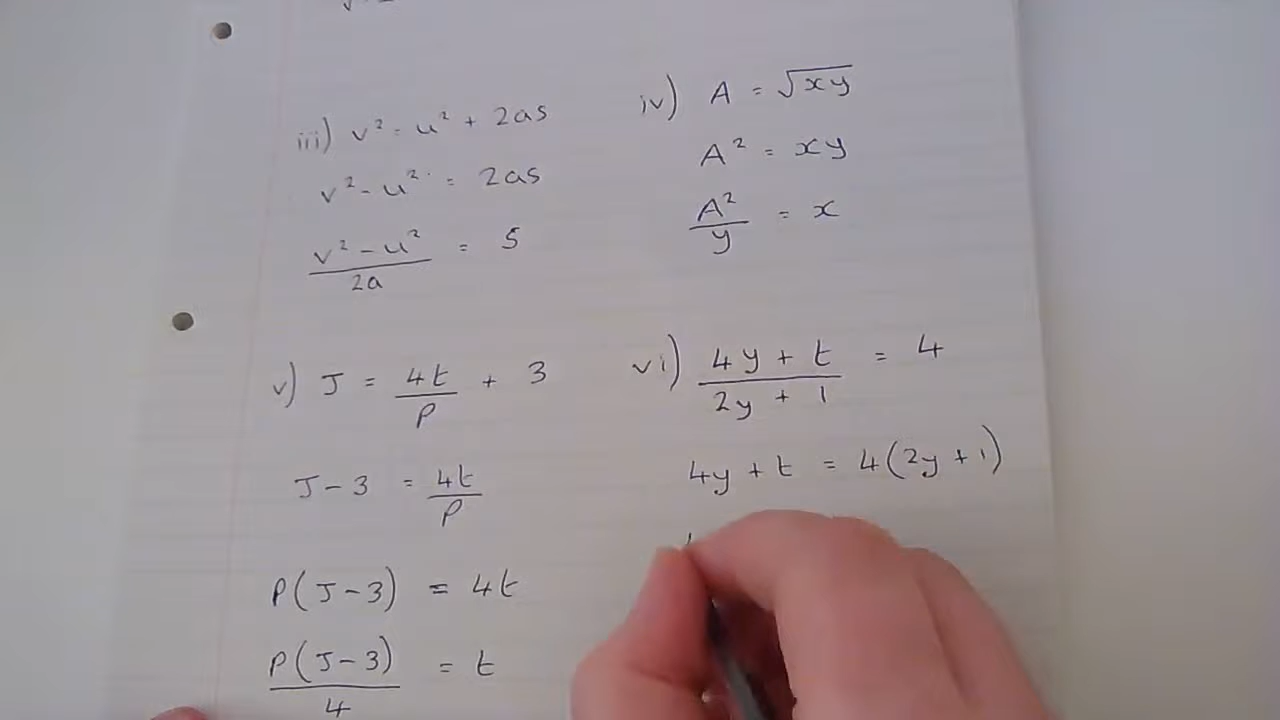 iii) v² = u² + 2as
v² - u² = 2as
v² - u² / 2a = s
iv) A = √xy
A² = xy
A² / y = x
v) J = 4t / P + 3
J - 3 = 4t / P
P(J - 3) = 4t
P(J - 3) / 4 = t
vi) 4y + t / 2y + 1 = 4
4y + t = 4(2y + 1)